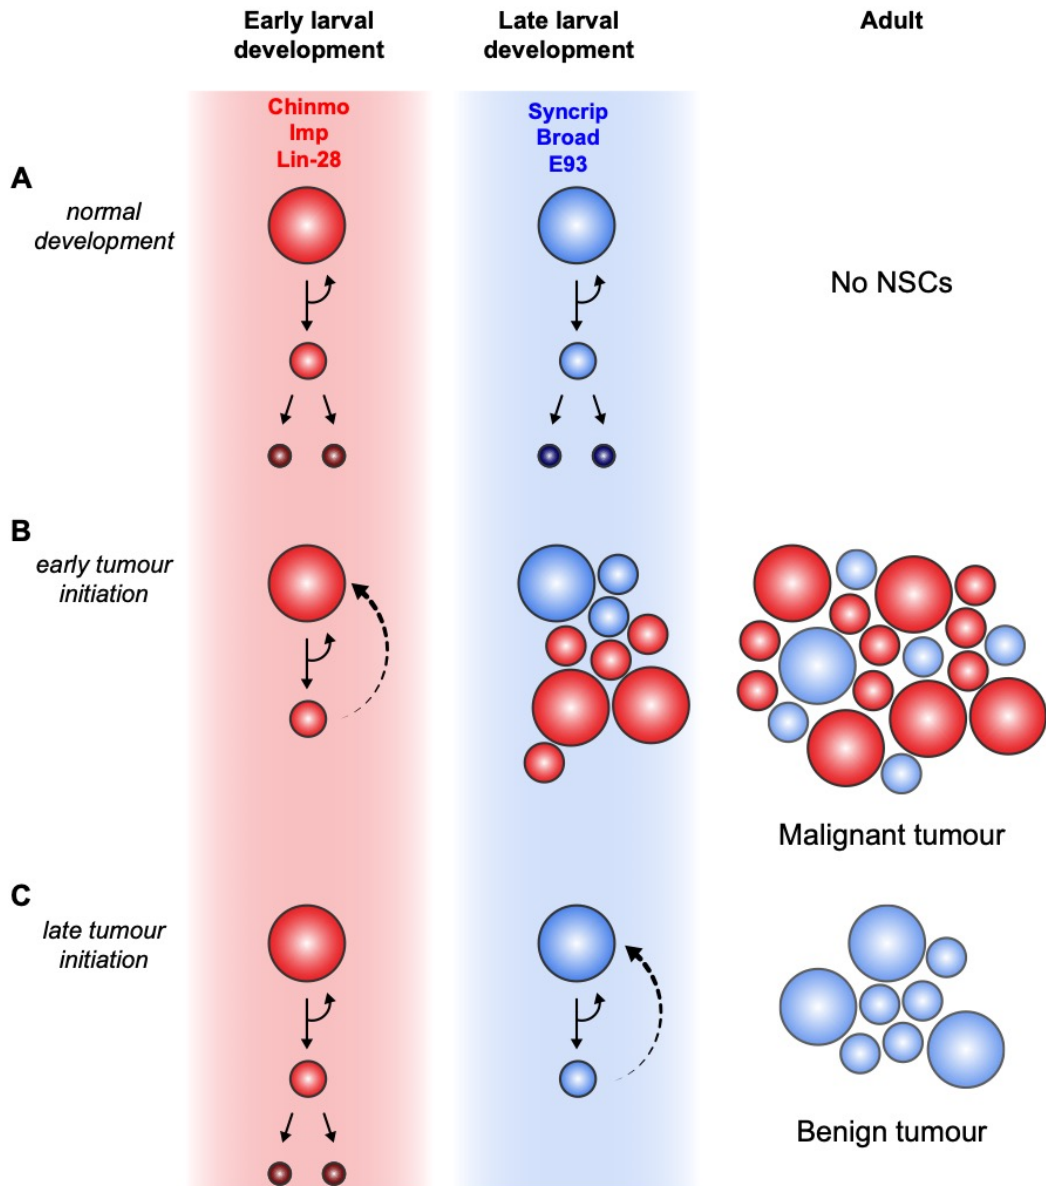 Early larval
development
Late larval
development
Adult
Chinmo
Imp
Lin-28
Syncrip
Broad
E93
A
normal
development
No NSCs
B
early tumour
initiation
Malignant tumour
C
late tumour
initiation
Benign tumour